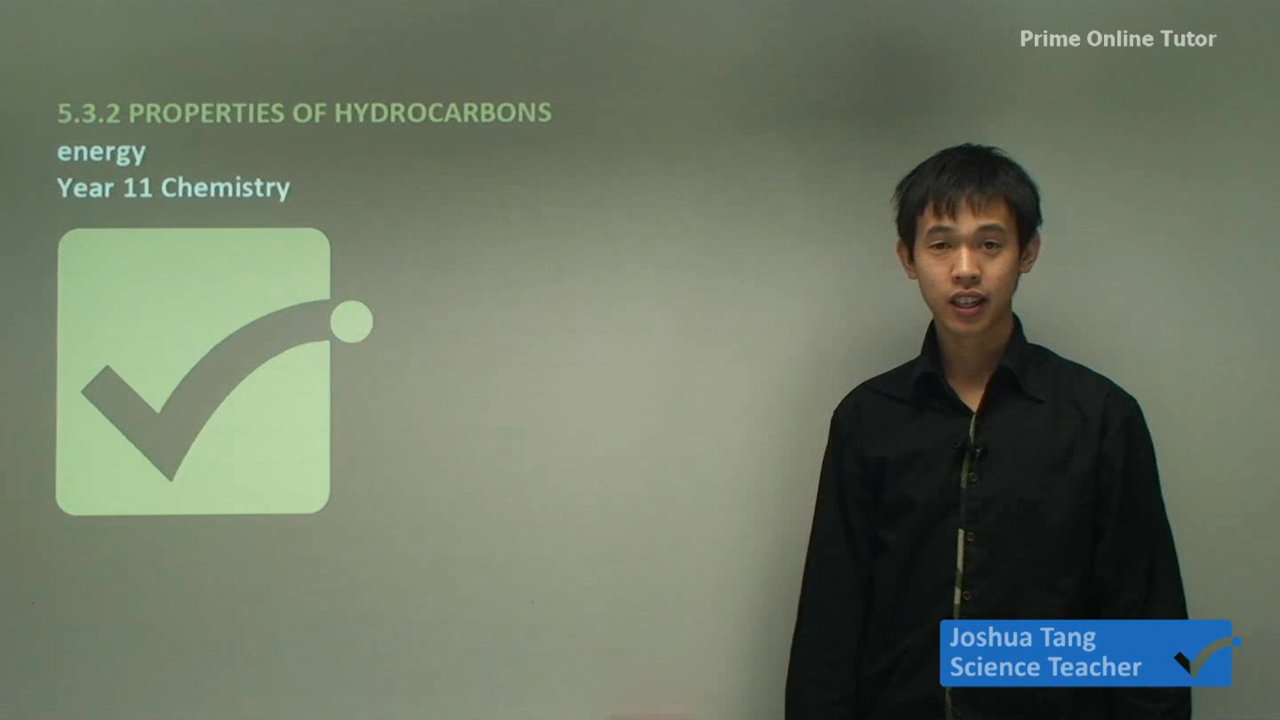 Prime Online Tutor
5.3.2 PROPERTIES OF HYDROCARBONS
energy
Year 11 Chemistry
Joshua Tang
Science Teacher